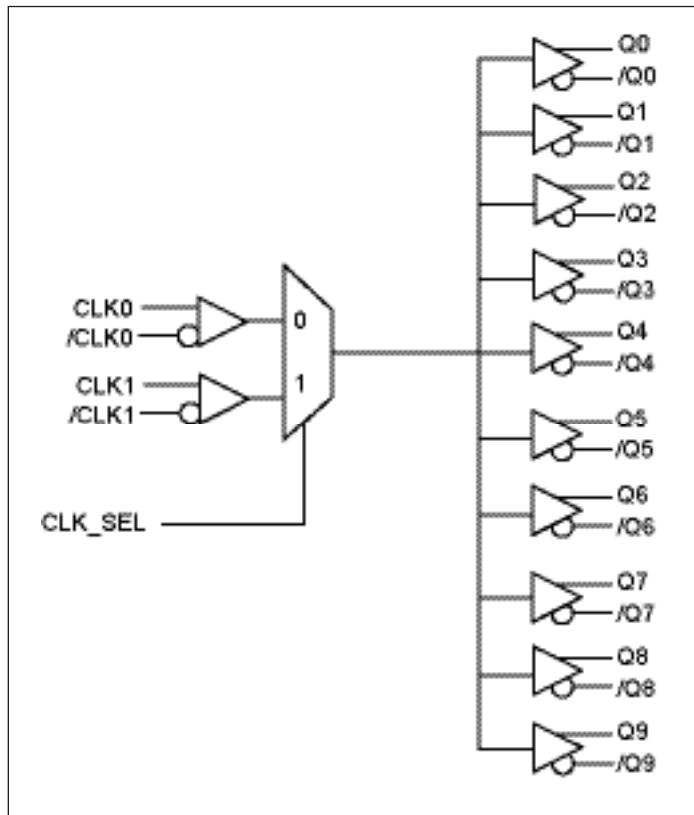 Q0
/Q0
Q1
/Q1
Q2
/Q2
Q3
/Q3
CLK0
/CLK0
0
Q4
/Q4
CLK1
/CLK1
1
Q5
/Q5
CLK_SEL
Q6
/Q6
Q7
/Q7
Q8
/Q8
Q9
/Q9